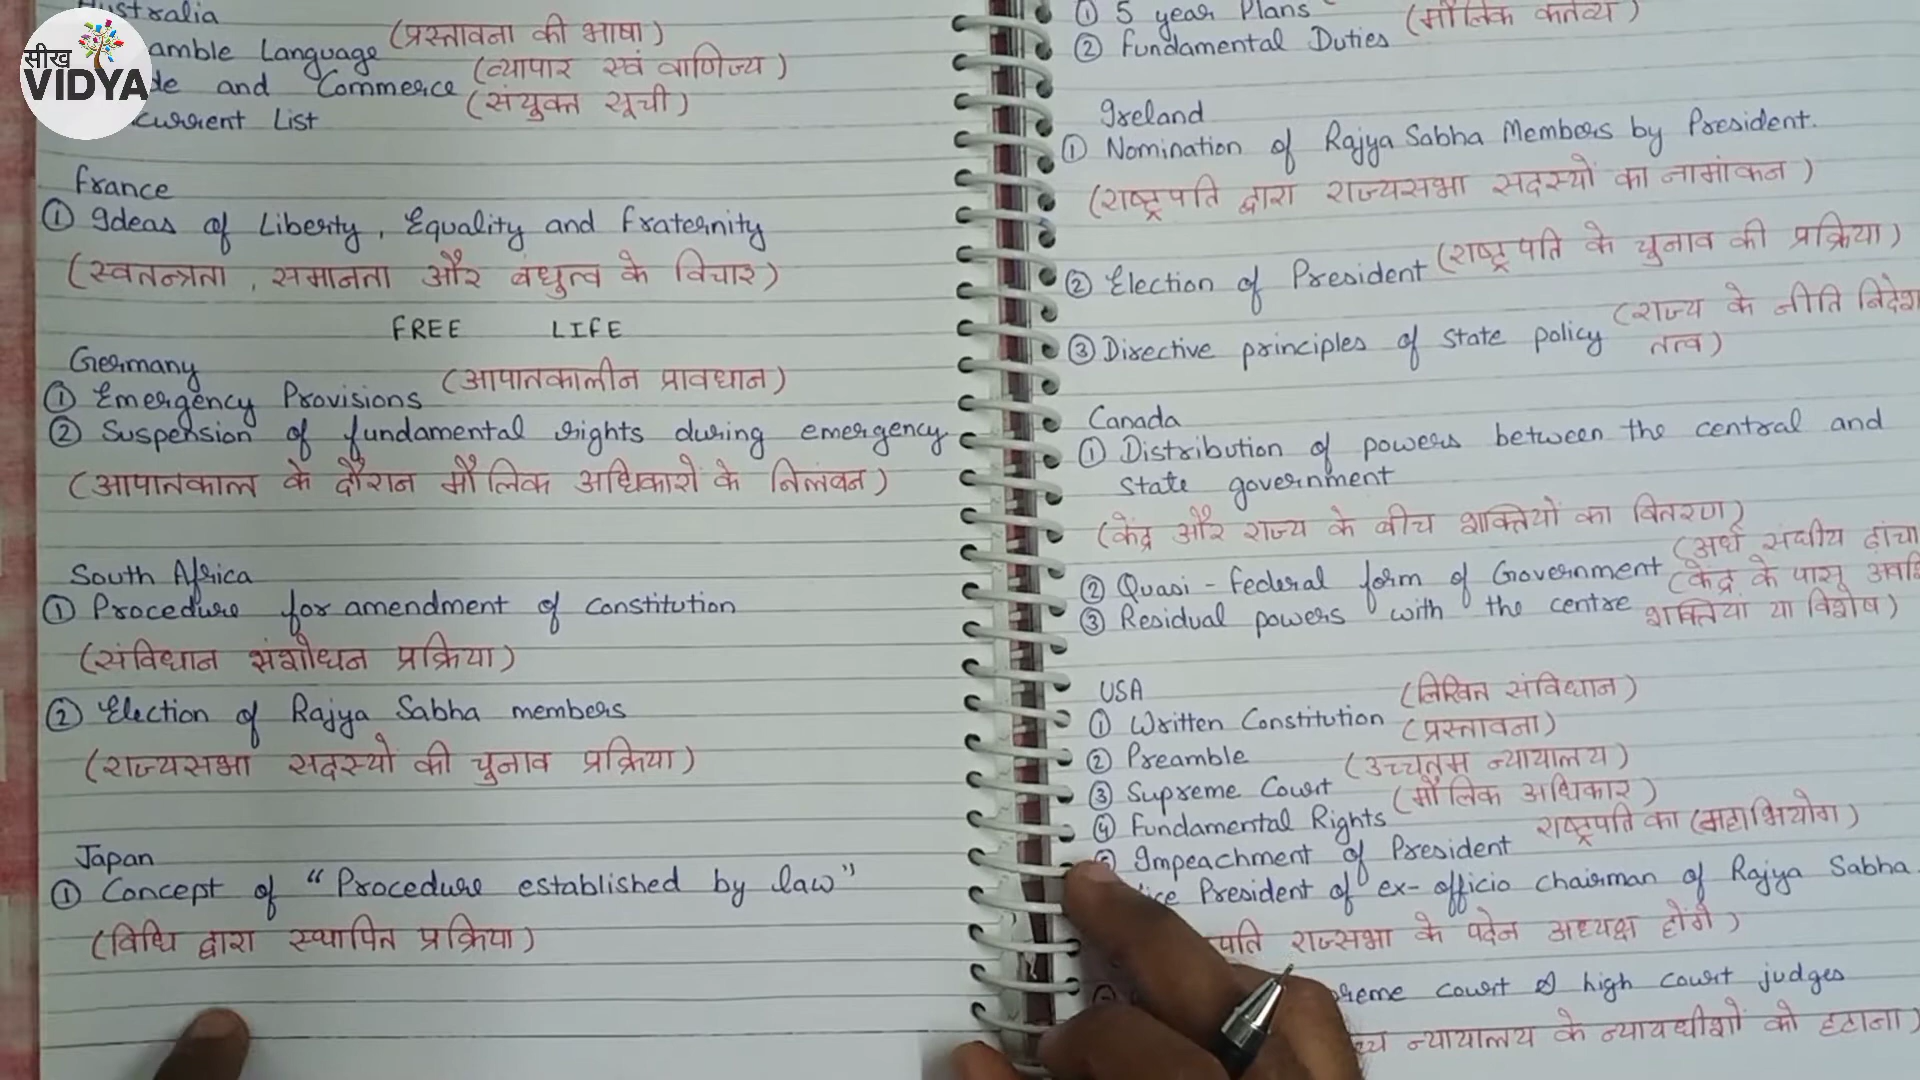 सीख
VIDYA
Australia
amble Language (प्रस्तावना की भाषा)
de and Commerce (व्यापार एवं वाणिज्य)
current List (संयुक्त सूची)
France
① Ideas of Liberty, Equality and Fraternity
(स्वतन्त्रता, समानता और बंधुत्व के विचार)
FREE LIFE
Germany
① Emergency Provisions (आपातकालीन प्रावधान)
② Suspension of fundamental rights during emergency
(आपातकाल के दौरान मौलिक अधिकारों के निलंबन)
South Africa
① Procedure for amendment of constitution
(संविधान संशोधन प्रक्रिया)
② Election of Rajya Sabha members
(राज्यसभा सदस्यों की चुनाव प्रक्रिया)
Japan
① Concept of "Procedure established by law"
(विधि द्वारा स्थापित प्रक्रिया)
① 5 year Plans
② Fundamental Duties (मौलिक कर्तव्य)
Ireland
① Nomination of Rajya Sabha Members by President.
(राष्ट्रपति द्वारा राज्यसभा सदस्यों का नामांकन)
② Election of President (राष्ट्रपति के चुनाव की प्रक्रिया)
③ Directive principles of state policy (राज्य के नीति निदेश
तत्व)
Canada
① Distribution of powers between the central and
state government
(केंद्र और राज्य के बीच शक्तियों का वितरण)
② Quasi-Federal form of Government (अर्ध संघीय ढांचा
③ Residual powers with the centre (केंद्र के पास अवशि
शक्तियां या विशेष)
USA
① Written Constitution (लिखित संविधान)
② Preamble (प्रस्तावना)
③ Supreme Court (उच्चतम न्यायालय)
④ Fundamental Rights (मौलिक अधिकार)
⑤ Impeachment of President राष्ट्रपति का (महाभियोग)
ice President of ex-officio chairman of Rajya Sabha.
पति राज्सभा के पदेन अध्यक्ष होंगे)
reme court & high court judges
न्यायालय के न्यायधीशों को हटाना)